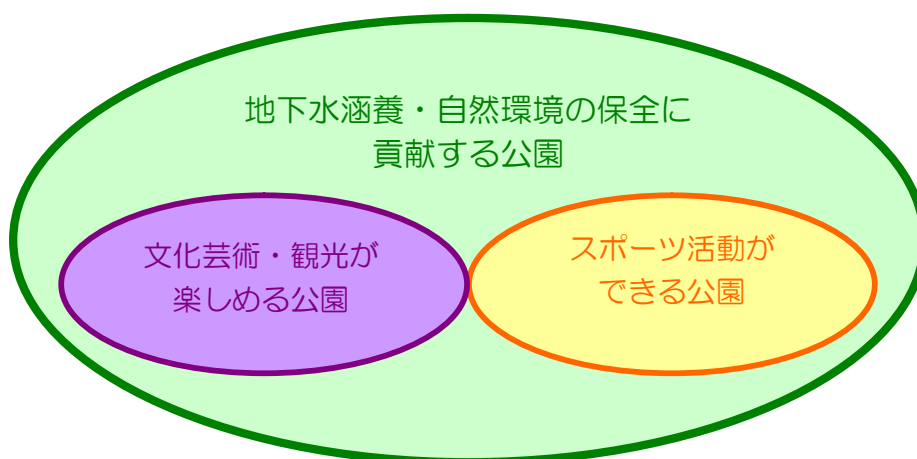 地下水涵養・自然環境の保全に
貢献する公園
文化芸術・観光が
楽しめる公園
スポーツ活動が
できる公園